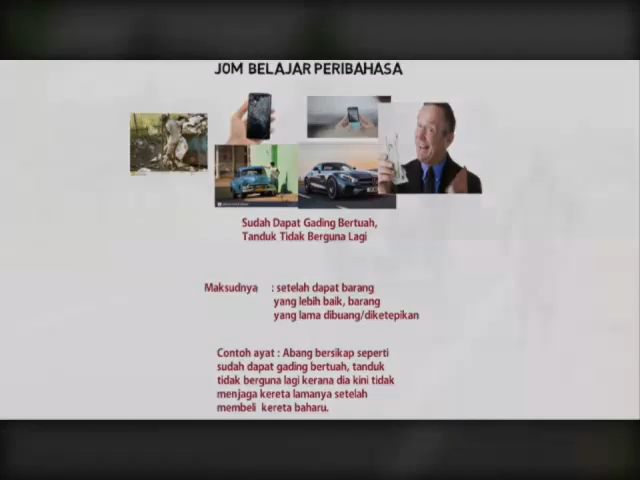 JOM BELAJAR PERIBAHASA
Sudah Dapat Gading Bertuah,
Tanduk Tidak Berguna Lagi
Maksudnya : setelah dapat barang
yang lebih baik, barang
yang lama dibuang/diketepikan
Contoh ayat : Abang bersikap seperti
sudah dapat gading bertuah, tanduk
tidak berguna lagi kerana dia kini tidak
menjaga kereta lamanya setelah
membeli kereta baharu.